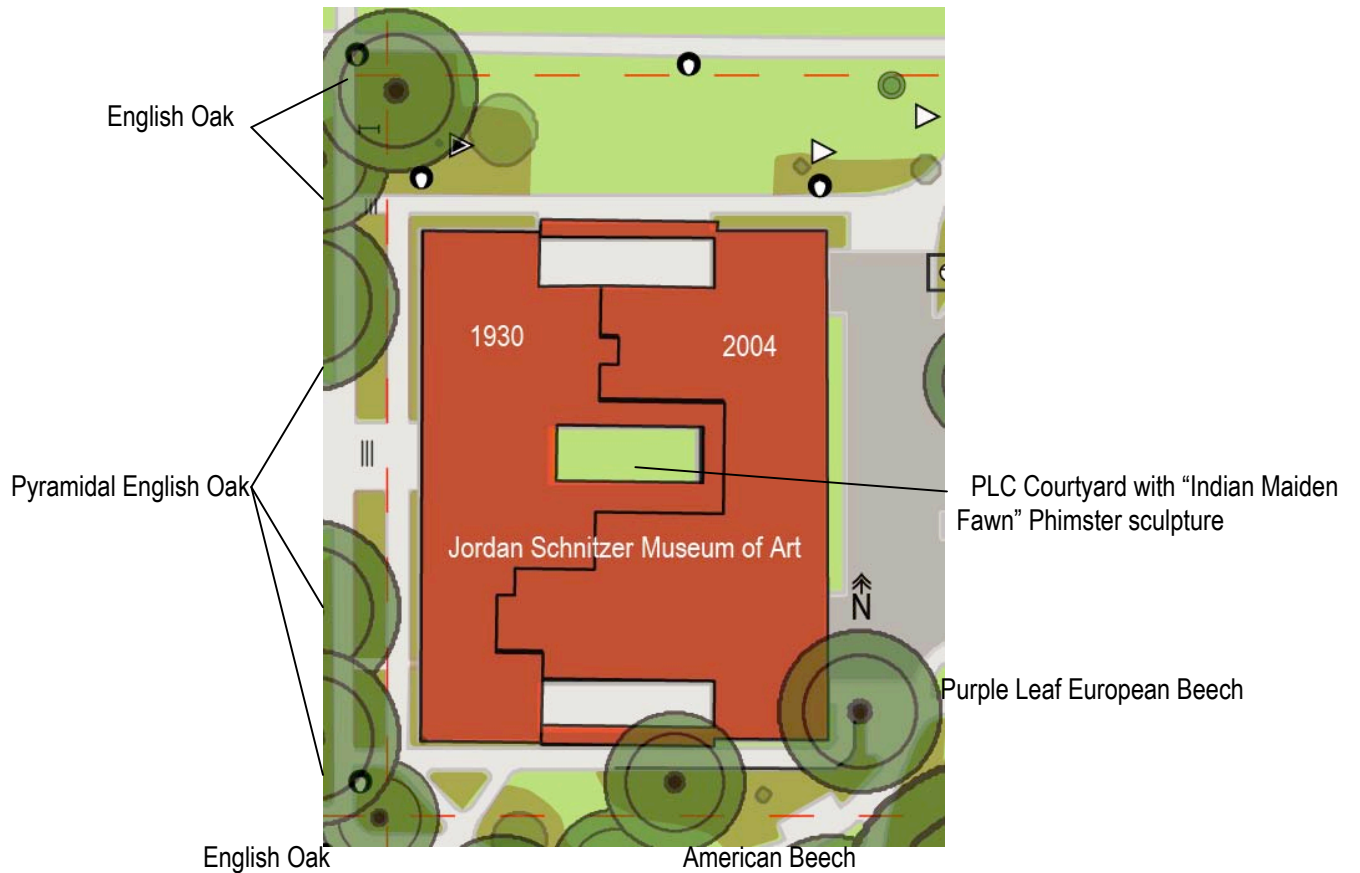 English Oak
1930
2004
Pyramidal English Oak
PLC Courtyard with “Indian Maiden
Fawn” Phimster sculpture
Jordan Schnitzer Museum of Art
N
Purple Leaf European Beech
English Oak
American Beech